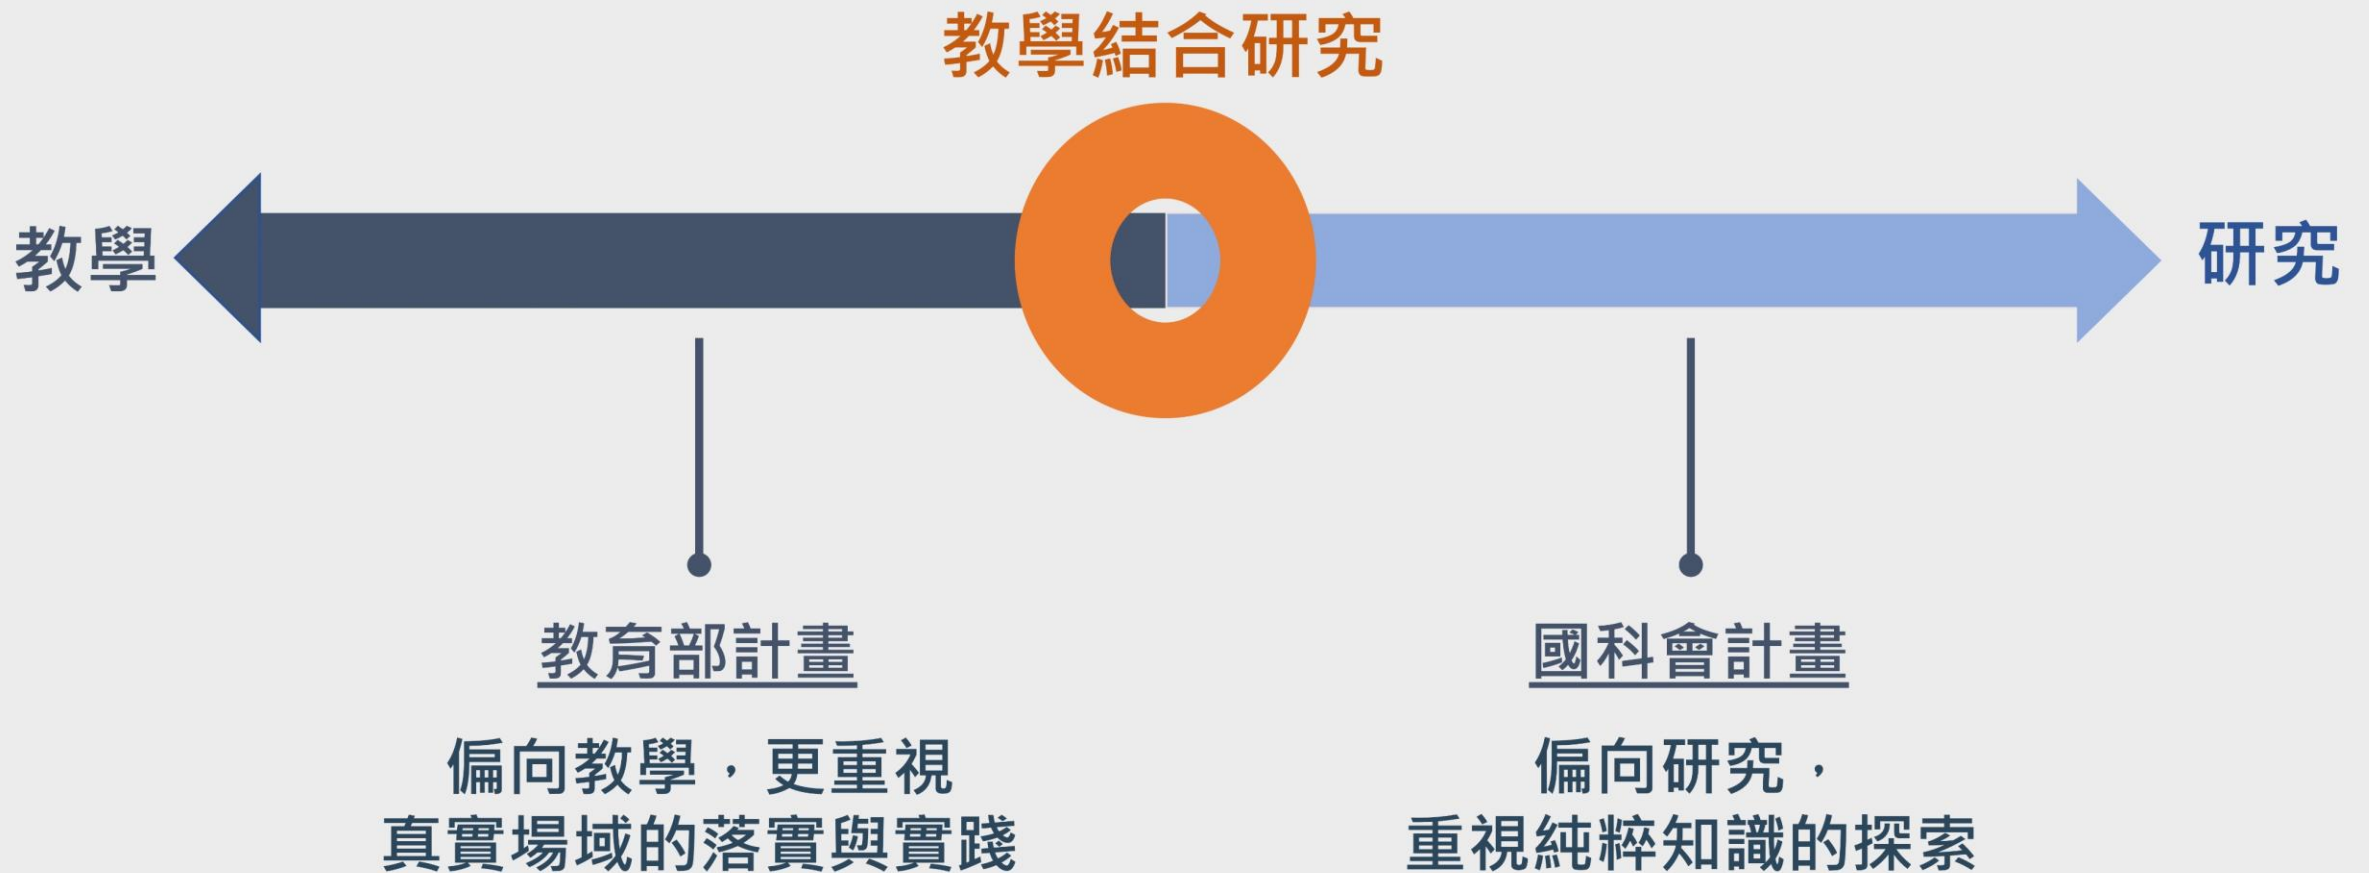 教學結合研究
教學
研究
教育部計畫
偏向教學，更重視
真實場域的落實與實踐
國科會計畫
偏向研究，
重視純粹知識的探索